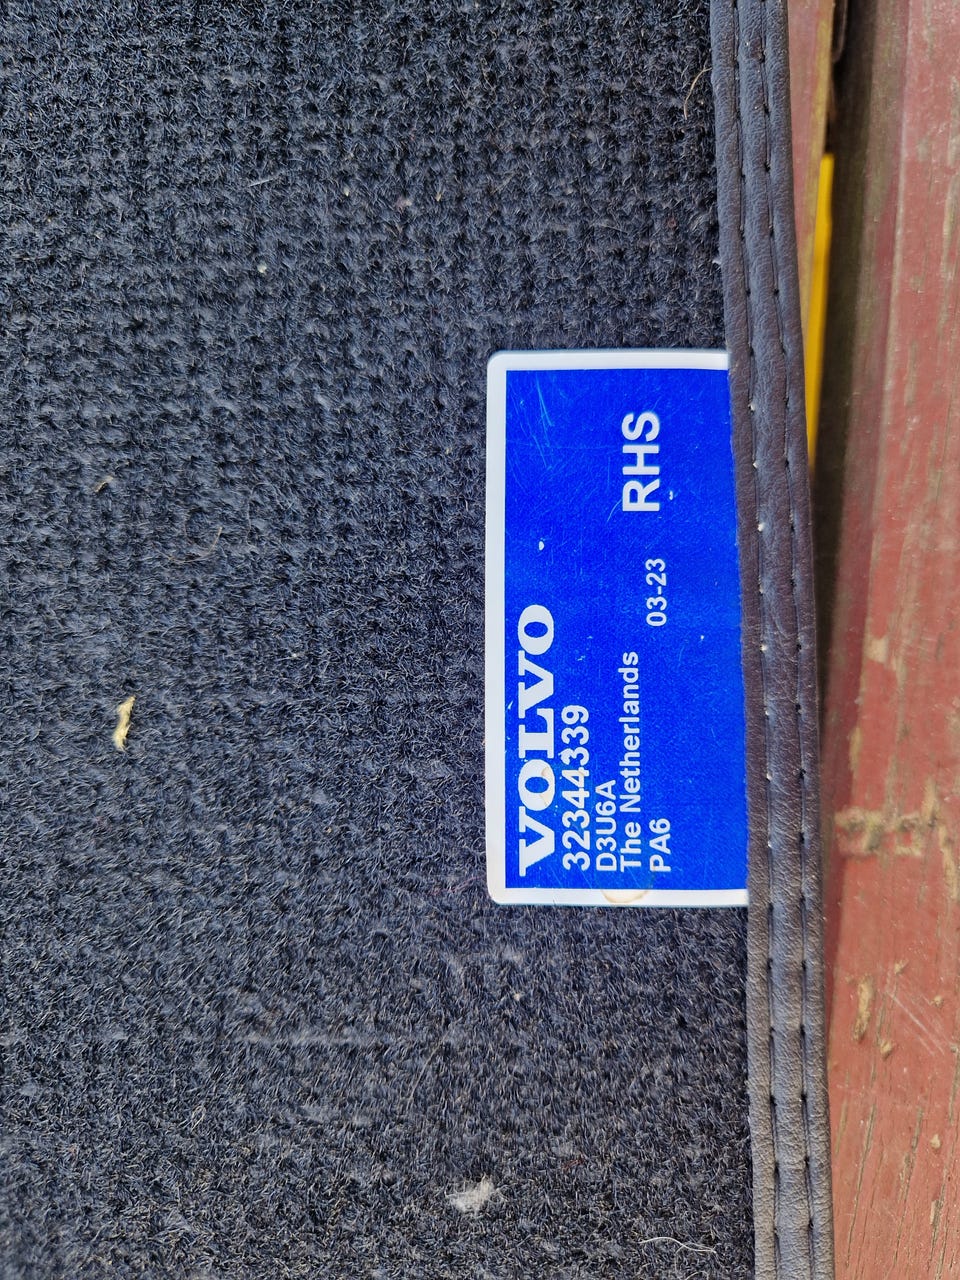 VOLVO
32344339
D3U6A
The Netherlands
PA6 03-23 RHS